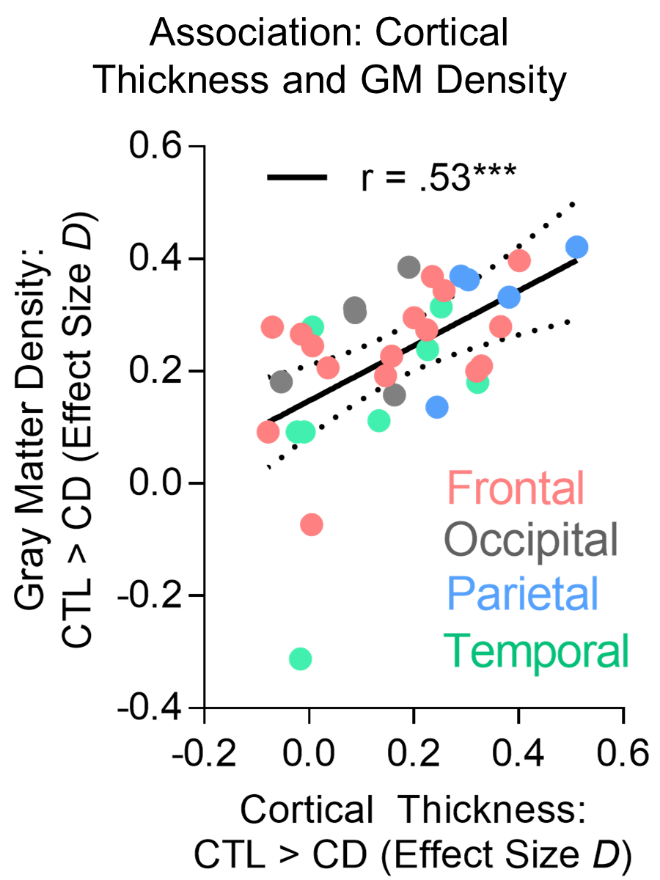 Association: Cortical
Thickness and GM Density
r = .53***
Gray Matter Density:
CTL > CD (Effect Size D)
0.6
0.4
0.2
0.0
-0.2
-0.4
Frontal
Occipital
Parietal
Temporal
-0.2 0.0 0.2 0.4 0.6
Cortical Thickness:
CTL > CD (Effect Size D)